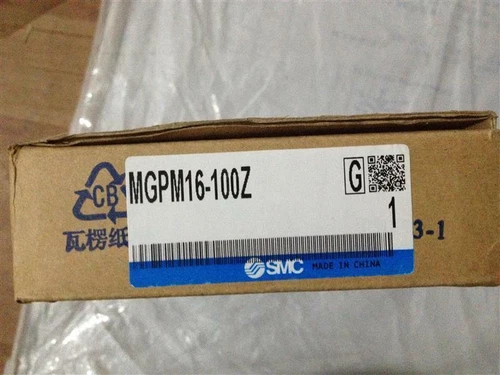 MGPM16-100Z
G
1
CB
瓦楞纸
3-1
SMC MADE IN CHINA